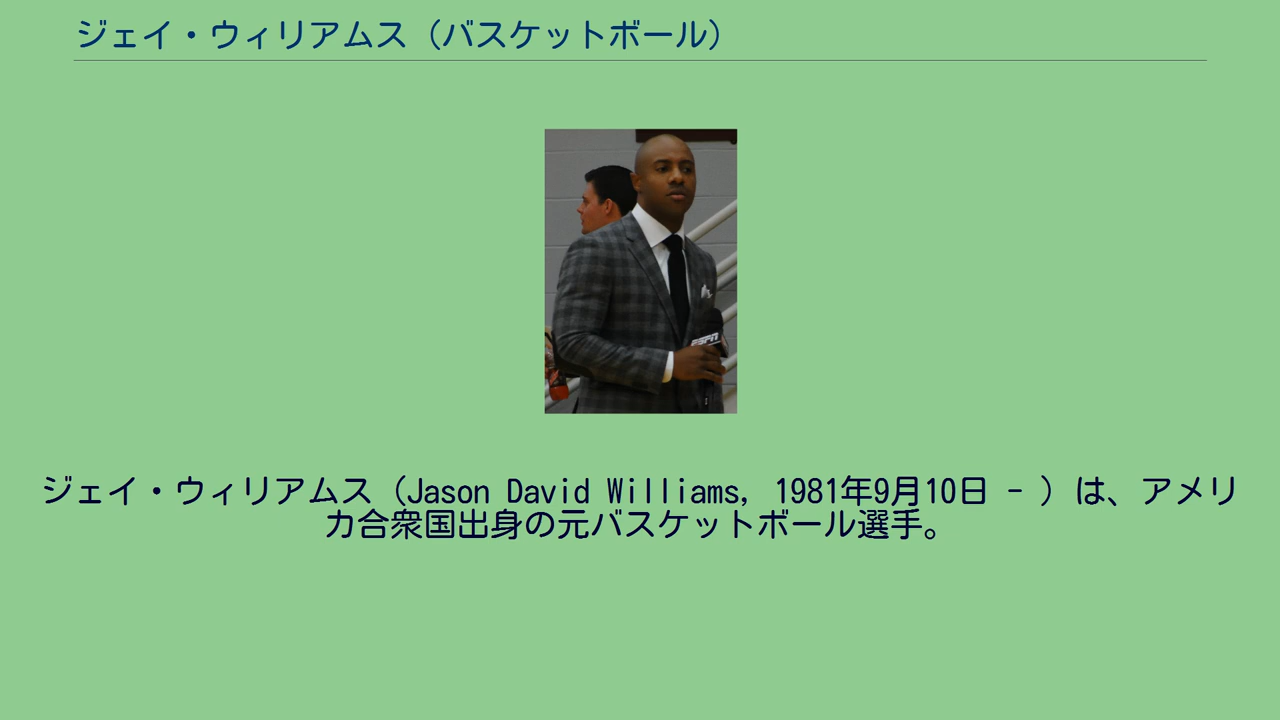 ジェイ・ウィリアムス（バスケットボール）
ESPN
ジェイ・ウィリアムス（Jason David Williams, 1981年9月10日 - ）は、アメリ
カ合衆国出身の元バスケットボール選手。